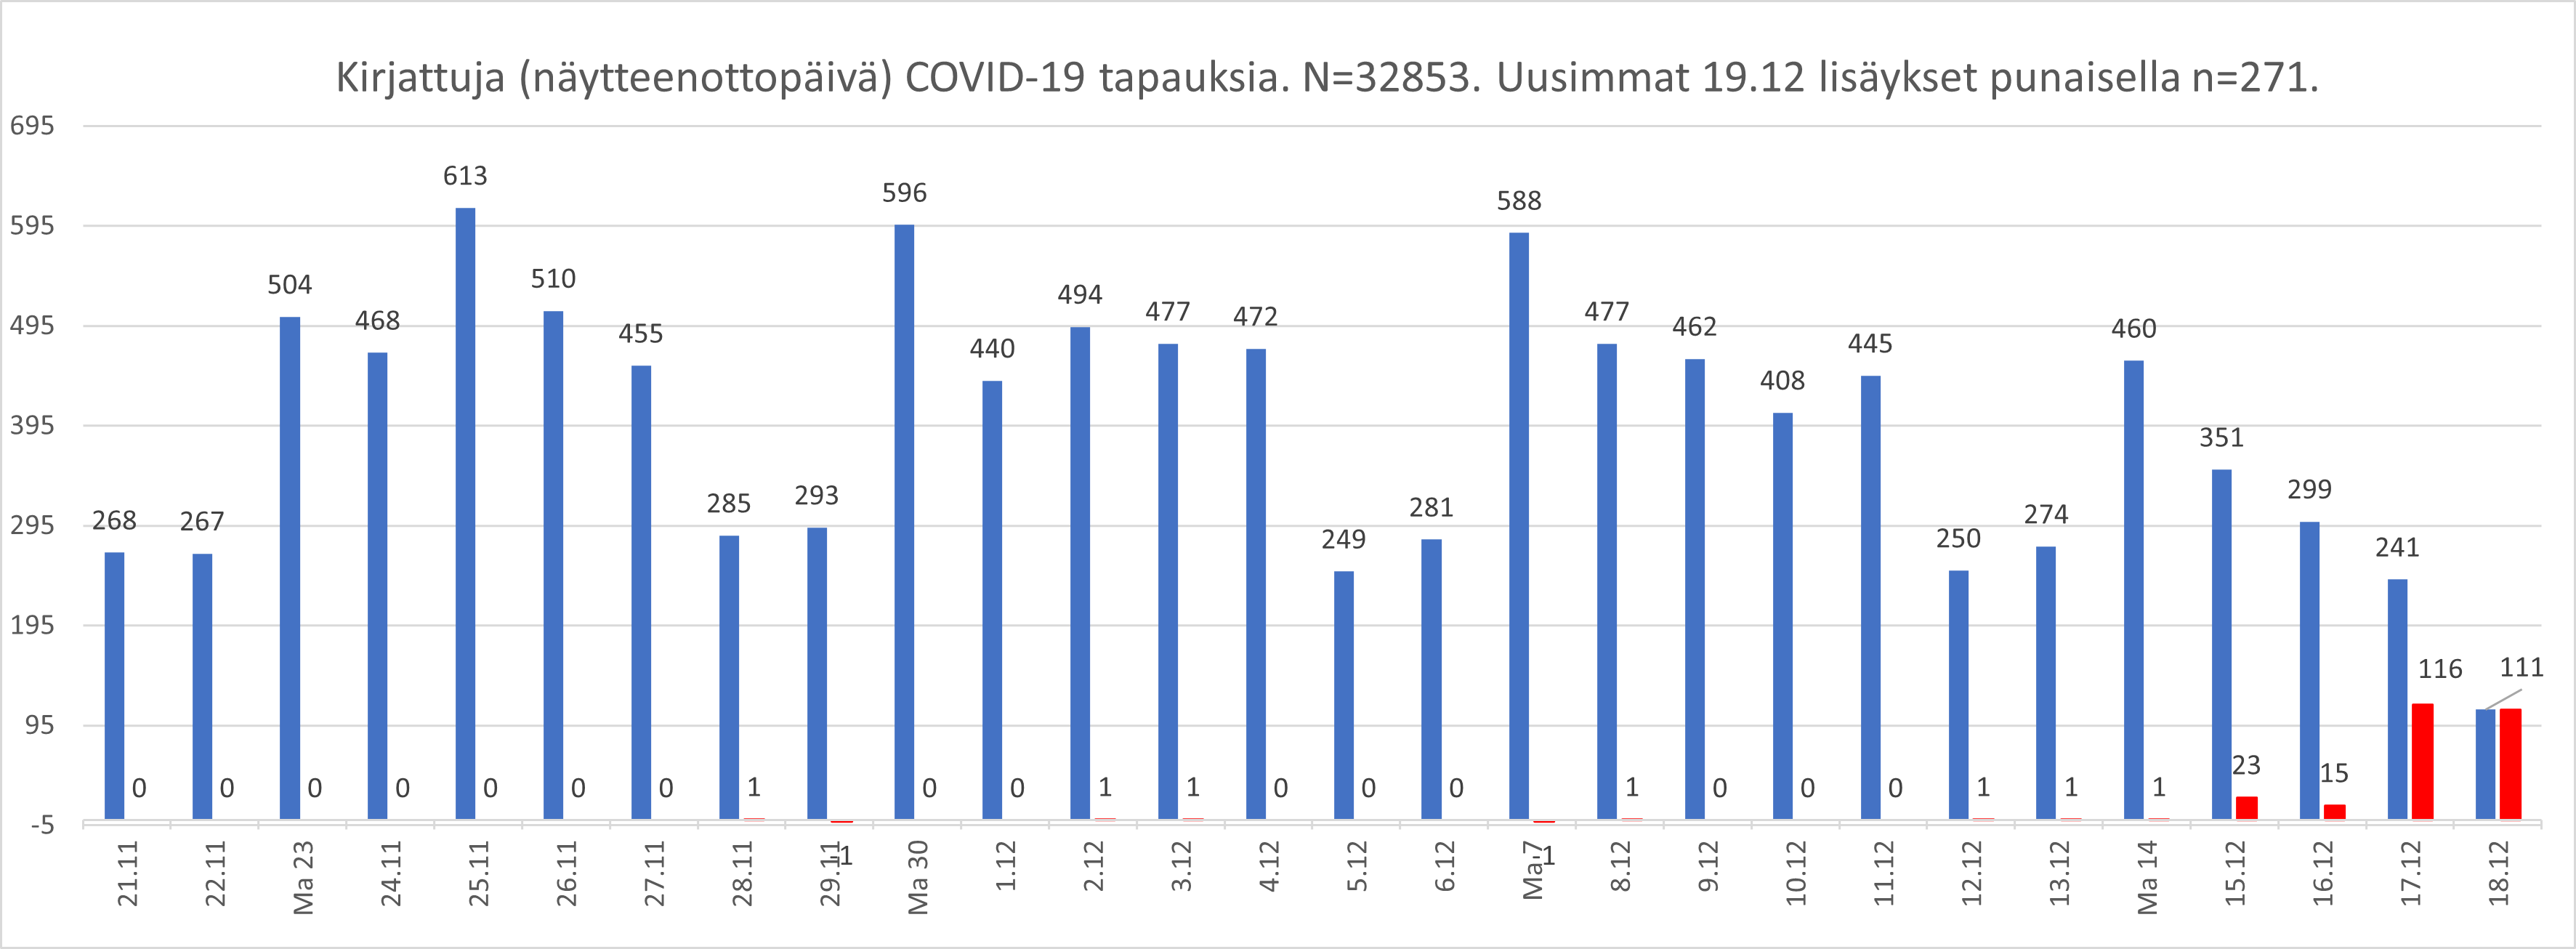 Kirjattuja (näytteenottopäivä) COVID-19 tapauksia. N=32853. Uusimmat 19.12 lisäykset punaisella n=271.
695
595
495
395
295
195
95
-5
268 267 504 468 613 510 455 285 293 596 440 494 477 472 249 281 588 477 462 408 445 250 274 460 351 299 241 111
0 0 0 0 0 0 0 1 -1 0 0 1 1 0 0 0 -1 1 0 0 0 1 1 1 23 15 116
21.11 22.11 Ma 23 24.11 25.11 26.11 27.11 28.11 29.11 Ma 30 1.12 2.12 3.12 4.12 5.12 6.12 Ma 7 8.12 9.12 10.12 11.12 12.12 13.12 Ma 14 15.12 16.12 17.12 18.12